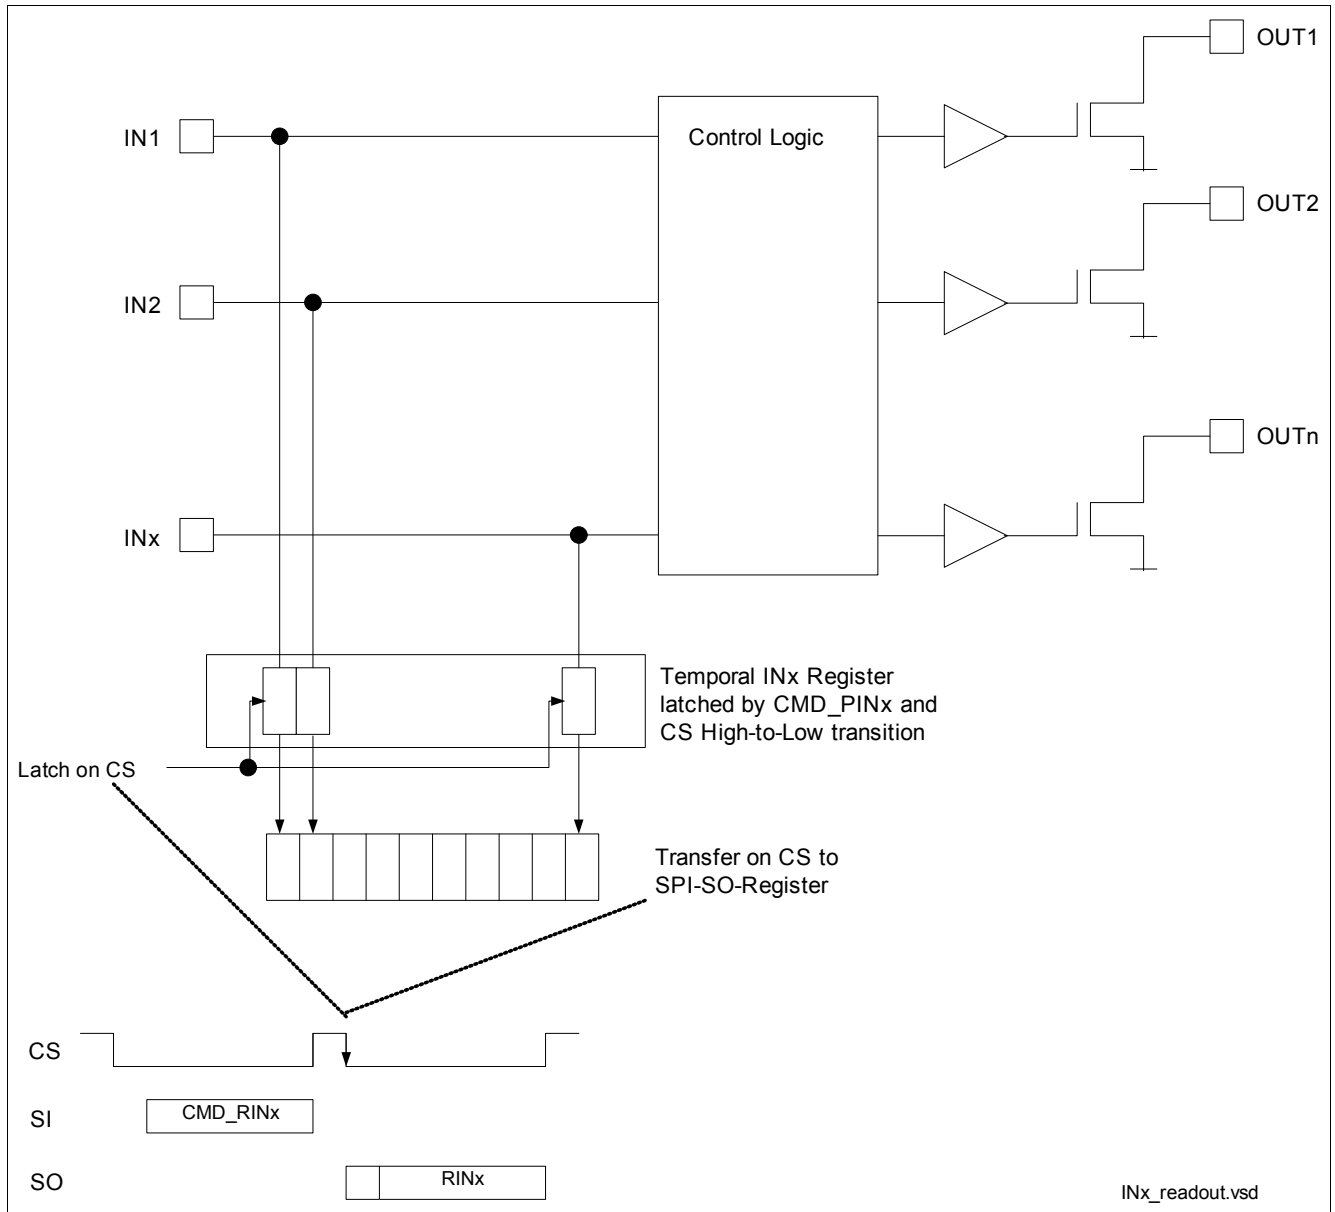 OUT1
IN1
Control Logic
OUT2
IN2
OUTn
INx
Temporal INx Register
latched by CMD_PINx and
CS High-to-Low transition
Latch on CS
Transfer on CS to
SPI-SO-Register
CS
SI
CMD_RINx
SO
RINx
INx_readout.vsd